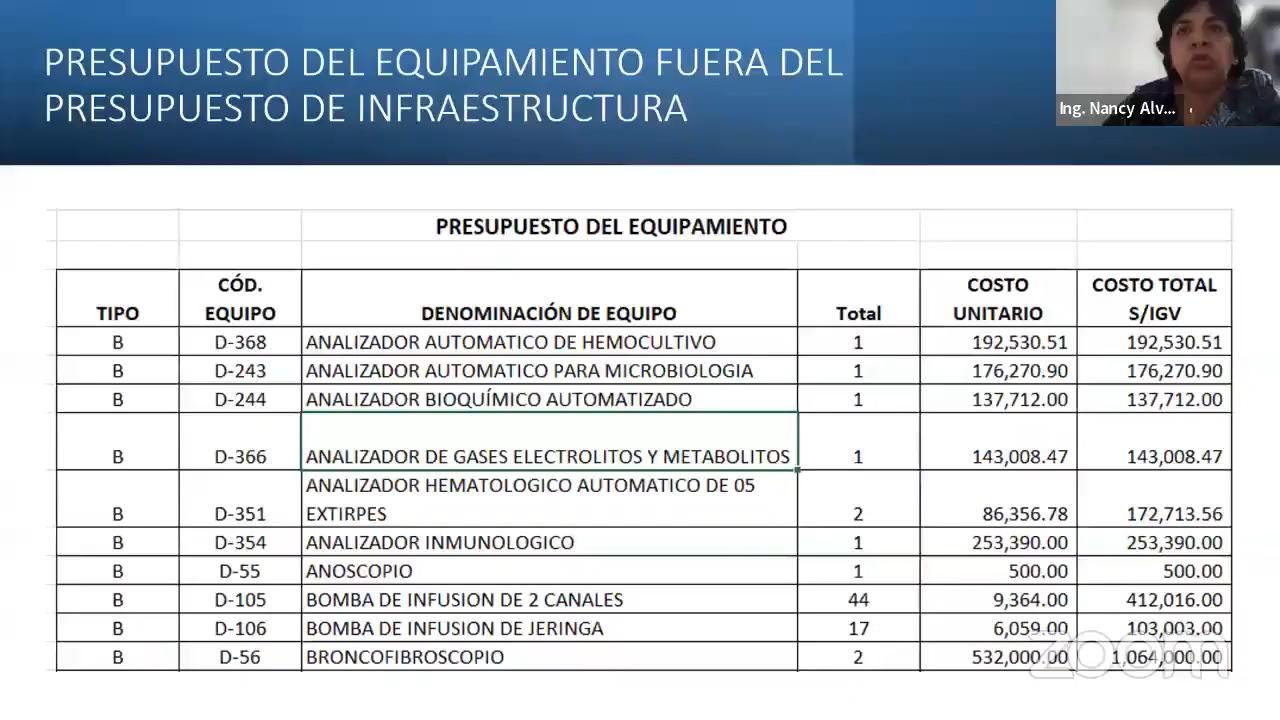 PRESUPUESTO DEL EQUIPAMIENTO FUERA DEL
PRESUPUESTO DE INFRAESTRUCTURA
Ing. Nancy Alv...
PRESUPUESTO DEL EQUIPAMIENTO
TIPO CÓD. EQUIPO DENOMINACIÓN DE EQUIPO Total COSTO UNITARIO COSTO TOTAL S/IGV
B D-368 ANALIZADOR AUTOMATICO DE HEMOCULTIVO 1 192,530.51 192,530.51
B D-243 ANALIZADOR AUTOMATICO PARA MICROBIOLOGIA 1 176,270.90 176,270.90
B D-244 ANALIZADOR BIOQUÍMICO AUTOMATIZADO 1 137,712.00 137,712.00
B D-366 ANALIZADOR DE GASES ELECTROLITOS Y METABOLITOS 1 143,008.47 143,008.47
B D-351 ANALIZADOR HEMATOLOGICO AUTOMATICO DE 05 EXTIRPES 2 86,356.78 172,713.56
B D-354 ANALIZADOR INMUNOLOGICO 1 253,390.00 253,390.00
B D-55 ANOSCOPIO 1 500.00 500.00
B D-105 BOMBA DE INFUSION DE 2 CANALES 44 9,364.00 412,016.00
B D-106 BOMBA DE INFUSION DE JERINGA 17 6,059.00 103,003.00
B D-56 BRONCOFIBROSCOPIO 2 532,000.00 1,064,000.00
zoom